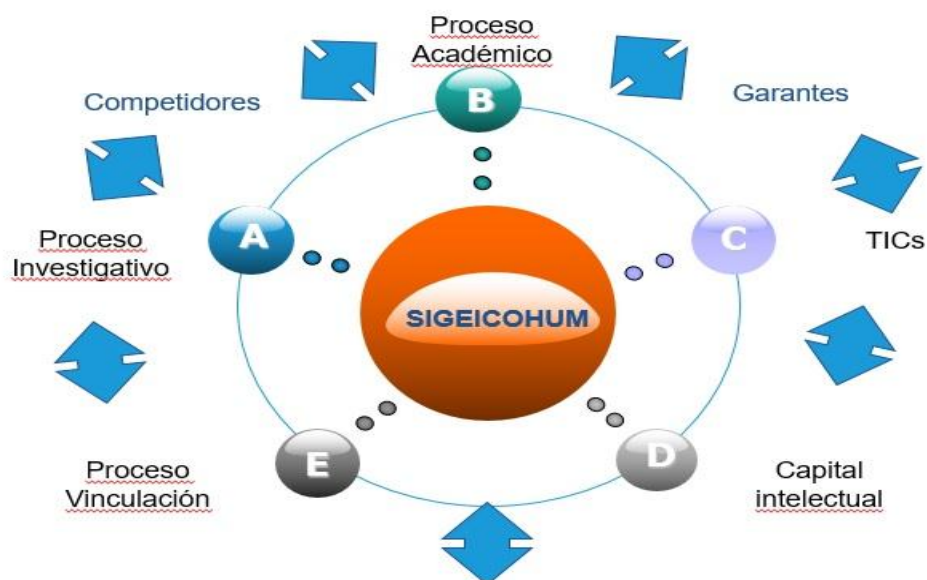 Proceso
Académico
B
Competidores
Garantes
A
C
Proceso
Investigativo
TICs
SIGEICOHUM
E
D
Proceso
Vinculación
Capital
intelectual